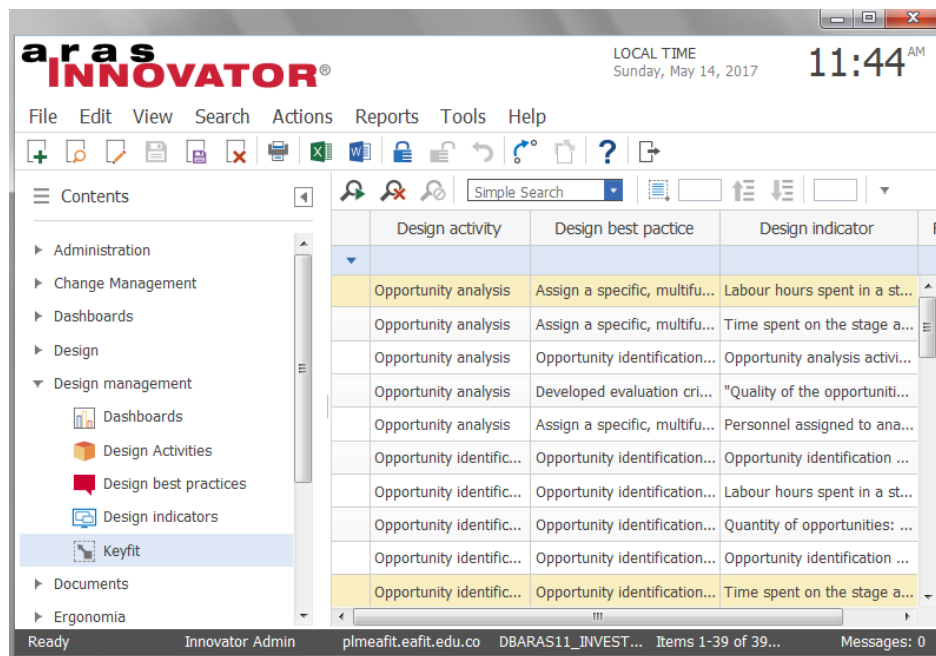 aras
INNOVATOR®
LOCAL TIME
Sunday, May 14, 2017
11:44 AM
File Edit View Search Actions Reports Tools Help
Contents
Simple Search
Administration
Change Management
Dashboards
Design
Design management
Dashboards
Design Activities
Design best practices
Design indicators
Keyfit
Documents
Ergonomia
Design activity Design best pactice Design indicator
Opportunity analysis Assign a specific, multifu... Labour hours spent in a st...
Opportunity analysis Assign a specific, multifu... Time spent on the stage a...
Opportunity analysis Opportunity identification... Opportunity analysis activi...
Opportunity analysis Developed evaluation cri... "Quality of the opportuniti...
Opportunity analysis Assign a specific, multifu... Personnel assigned to ana...
Opportunity identific... Opportunity identification... Opportunity identification ...
Opportunity identific... Opportunity identification... Labour hours spent in a st...
Opportunity identific... Opportunity identification... Quantity of opportunities: ...
Opportunity identific... Opportunity identification... Opportunity identification ...
Opportunity identific... Opportunity identification... Time spent on the stage a...
Ready Innovator Admin plmeafit.eafit.edu.co DBARAS11_INVEST... Items 1-39 of 39... Messages: 0